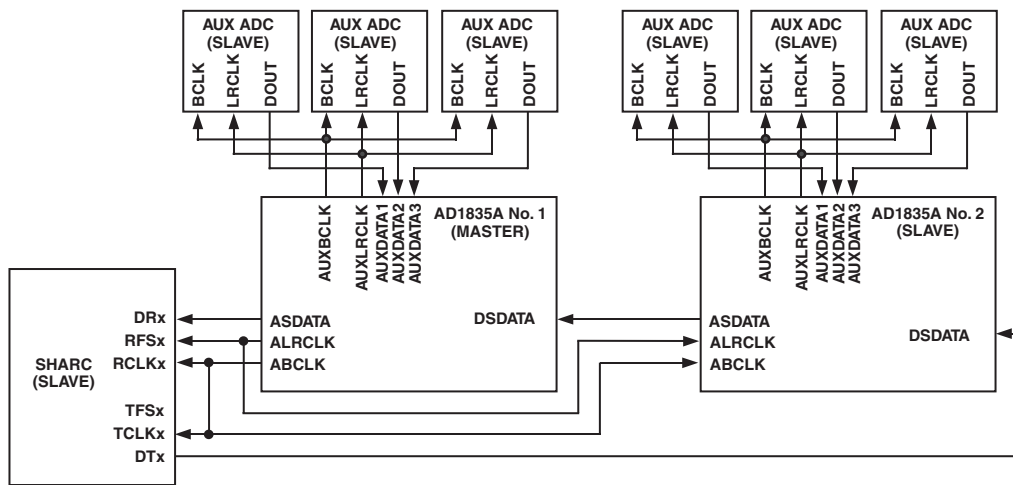 AUX ADC
(SLAVE)
BCLK
LRCLK
DOUT
AUX ADC
(SLAVE)
BCLK
LRCLK
DOUT
AUX ADC
(SLAVE)
BCLK
LRCLK
DOUT
AUX ADC
(SLAVE)
BCLK
LRCLK
DOUT
AUX ADC
(SLAVE)
BCLK
LRCLK
DOUT
AUX ADC
(SLAVE)
BCLK
LRCLK
DOUT
AUXBCLK
AUXLRCLK
AUXDATA1
AUXDATA2
AUXDATA3
AD1835A No. 1
(MASTER)
ASDATA
ALRCLK
ABCLK
DSDATA
AUXBCLK
AUXLRCLK
AUXDATA1
AUXDATA2
AUXDATA3
AD1835A No. 2
(SLAVE)
ASDATA
ALRCLK
ABCLK
DSDATA
SHARC
(SLAVE)
DRx
RFSx
RCLKx
TFSx
TCLKx
DTx